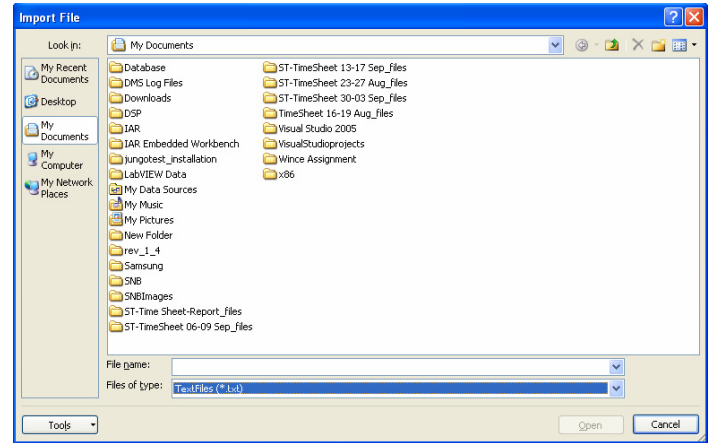 Import File
Look in: My Documents
My Recent
Documents
Desktop
My
Documents
My
Computer
My Network
Places
Database
DMS Log Files
Downloads
DSP
IAR
IAR Embedded Workbench
jungotest_installation
LabVIEW Data
My Data Sources
My Music
My Pictures
New Folder
rev_1_4
Samsung
SNB
SNBImages
ST-Time Sheet-Report_files
ST-TimeSheet 06-09 Sep_files
ST-TimeSheet 13-17 Sep_files
ST-TimeSheet 23-27 Aug_files
ST-TimeSheet 30-03 Sep_files
TimeSheet 16-19 Aug_files
Visual Studio 2005
VisualStudioprojects
Wince Assignment
x86
File name:
Files of type: TextFiles (*.txt)
Tools Open Cancel